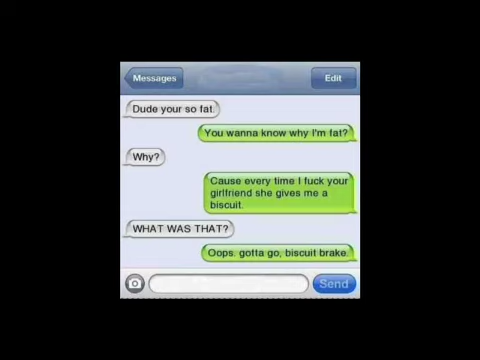 Messages
Edit
Dude your so fat.
You wanna know why I'm fat?
Why?
Cause every time I fuck your
girlfriend she gives me a
biscuit.
WHAT WAS THAT?
Oops. gotta go, biscuit brake.
Send